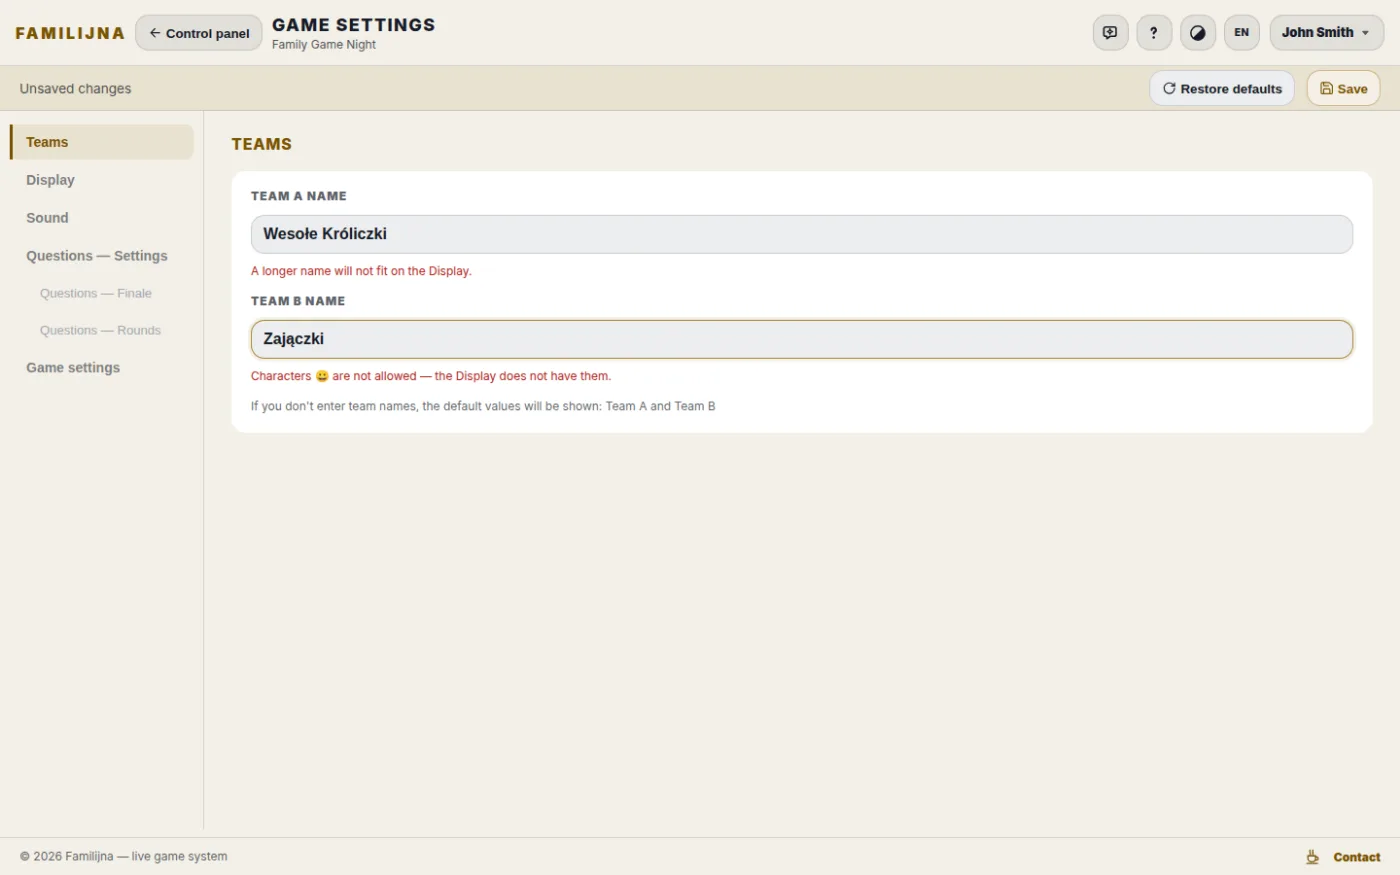 FAMILIJNA
← Control panel
GAME SETTINGS
Family Game Night
?
EN
John Smith
Unsaved changes
Restore defaults
Save
Teams
Display
Sound
Questions — Settings
Questions — Finale
Questions — Rounds
Game settings
TEAMS
TEAM A NAME
Wesołe Króliczki
A longer name will not fit on the Display.
TEAM B NAME
Zajączki
Characters 😀 are not allowed — the Display does not have them.
If you don't enter team names, the default values will be shown: Team A and Team B
© 2026 Familijna — live game system
Contact